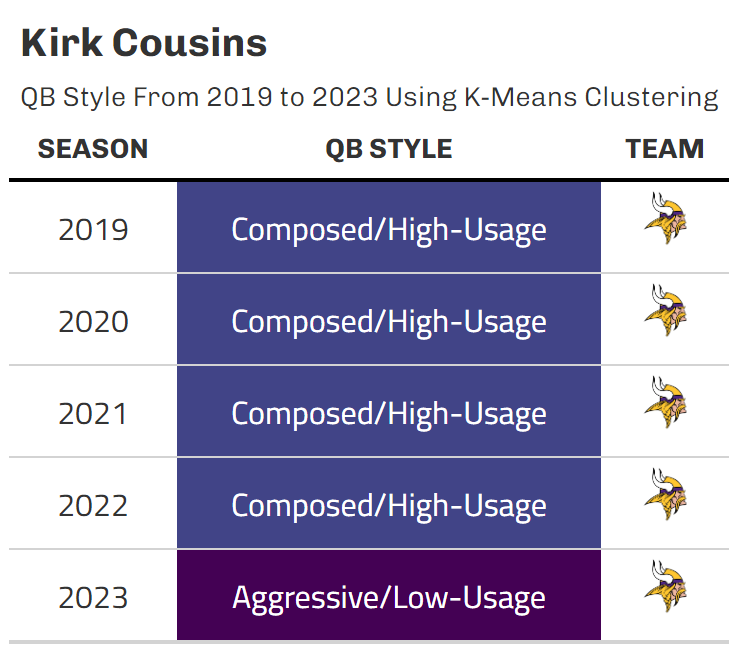 Kirk Cousins
QB Style From 2019 to 2023 Using K-Means Clustering
SEASON QB STYLE TEAM
2019 Composed/High-Usage
2020 Composed/High-Usage
2021 Composed/High-Usage
2022 Composed/High-Usage
2023 Aggressive/Low-Usage